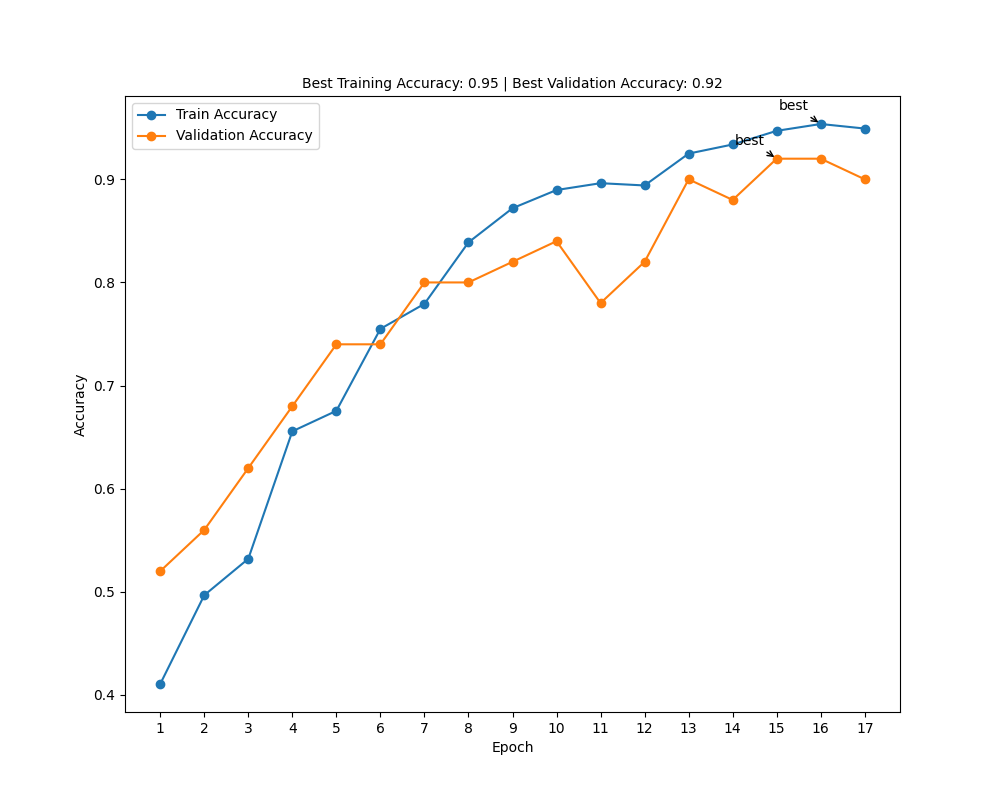 Best Training Accuracy: 0.95 | Best Validation Accuracy: 0.92
Train Accuracy
Validation Accuracy
best
best
0.9
0.8
0.7
0.6
0.5
0.4
Accuracy
1 2 3 4 5 6 7 8 9 10 11 12 13 14 15 16 17
Epoch